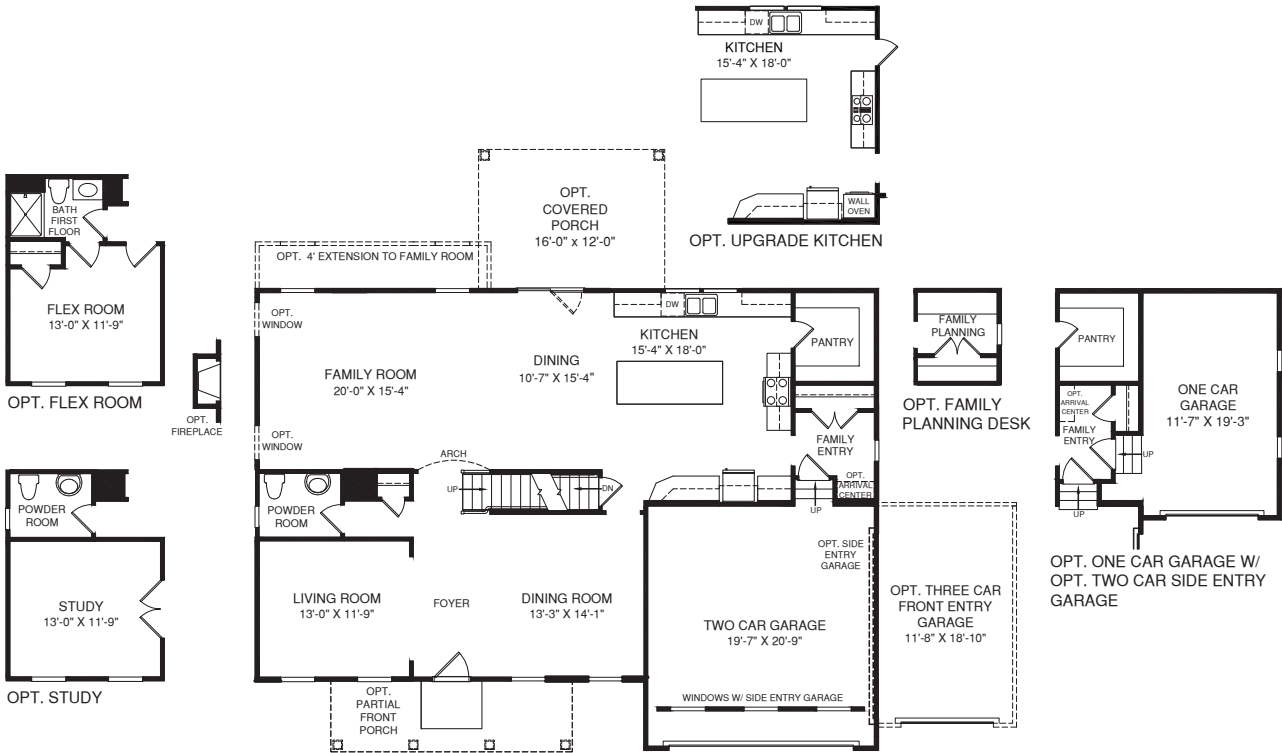 DW
KITCHEN
15'-4" X 18'-0"
WALL
OVEN
OPT. UPGRADE KITCHEN
OPT.
COVERED
PORCH
16'-0" x 12'-0"
BATH
FIRST
FLOOR
FLEX ROOM
13'-0" X 11'-9"
OPT. FLEX ROOM
OPT.
FIREPLACE
POWDER
ROOM
STUDY
13'-0" X 11'-9"
OPT. STUDY
OPT. 4' EXTENSION TO FAMILY ROOM
OPT.
WINDOW
FAMILY ROOM
20'-0" X 15'-4"
OPT.
WINDOW
DINING
10'-7" X 15'-4"
DW
KITCHEN
15'-4" X 18'-0"
PANTRY
FAMILY
ENTRY
OPT.
ARRIVAL
CENTER
UP
ARCH
UP
DN
POWDER
ROOM
LIVING ROOM
13'-0" X 11'-9"
FOYER
DINING ROOM
13'-3" X 14'-1"
OPT. SIDE
ENTRY
GARAGE
TWO CAR GARAGE
19'-7" X 20'-9"
WINDOWS W/ SIDE ENTRY GARAGE
OPT.
PARTIAL
FRONT
PORCH
OPT. THREE CAR
FRONT ENTRY
GARAGE
11'-8" X 18'-10"
FAMILY
PLANNING
OPT. FAMILY
PLANNING DESK
PANTRY
OPT.
ARRIVAL
CENTER
FAMILY
ENTRY
UP
UP
ONE CAR
GARAGE
11'-7" X 19'-3"
OPT. ONE CAR GARAGE W/
OPT. TWO CAR SIDE ENTRY
GARAGE